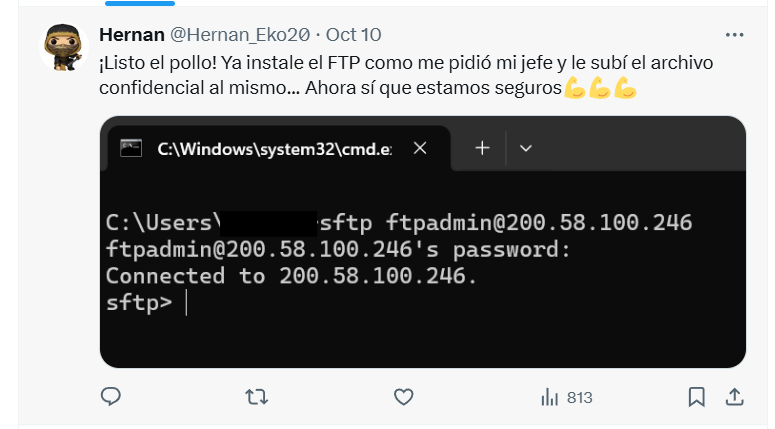 Hernan @Hernan_Eko20 · Oct 10
¡Listo el pollo! Ya instale el FTP como me pidió mi jefe y le subí el archivo
confidencial al mismo... Ahora sí que estamos seguros💪💪💪
C:\Windows\system32\cmd.e:
C:\Users\ sftp ftpadmin@200.58.100.246
ftpadmin@200.58.100.246's password:
Connected to 200.58.100.246.
sftp>
813